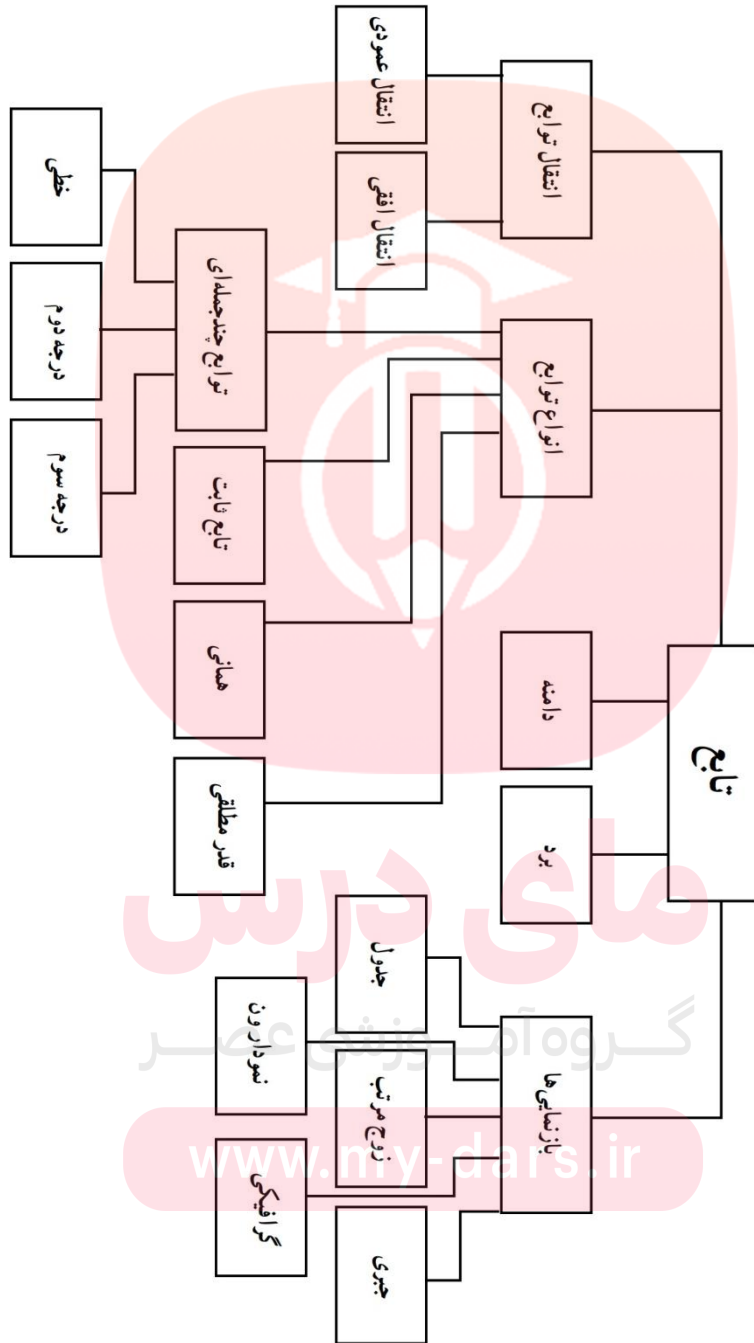 تابع
بازنمایی‌ها
برد
دامنه
انواع توابع
انتقال توابع
جبری
گرافیکی
زوج مرتب
نمودار ون
جدول
قدر مطلقی
همانی
تابع ثابت
توابع چندجمله‌ای
انتقال افقی
انتقال عمودی
درجه سوم
درجه دوم
خطی
مای درس
گروه آموزشی عصر
www.my-dars.ir